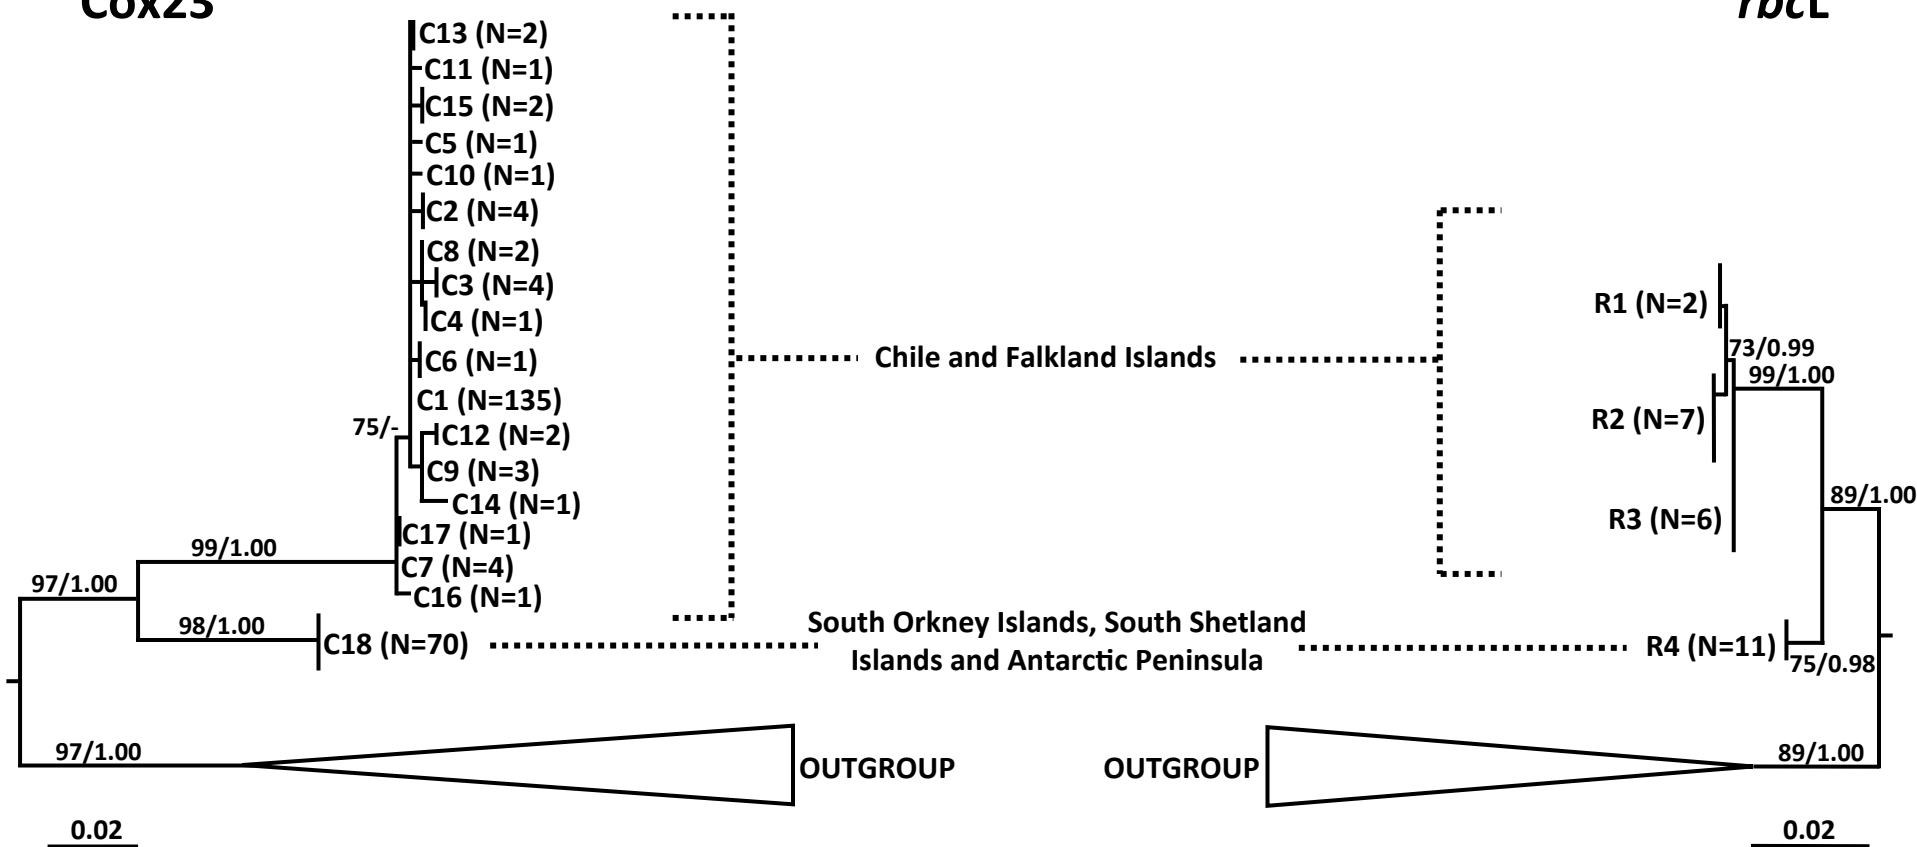 Cox23
rbcL
C13 (N=2)
C11 (N=1)
C15 (N=2)
C5 (N=1)
C10 (N=1)
C2 (N=4)
C8 (N=2)
C3 (N=4)
C4 (N=1)
C6 (N=1)
C1 (N=135)
75/-
C12 (N=2)
C9 (N=3)
C14 (N=1)
C17 (N=1)
99/1.00
C7 (N=4)
97/1.00
C16 (N=1)
98/1.00
C18 (N=70)
97/1.00
OUTGROUP
0.02
Chile and Falkland Islands
South Orkney Islands, South Shetland
Islands and Antarctic Peninsula
R1 (N=2)
73/0.99
99/1.00
R2 (N=7)
89/1.00
R3 (N=6)
R4 (N=11)
75/0.98
OUTGROUP
89/1.00
0.02